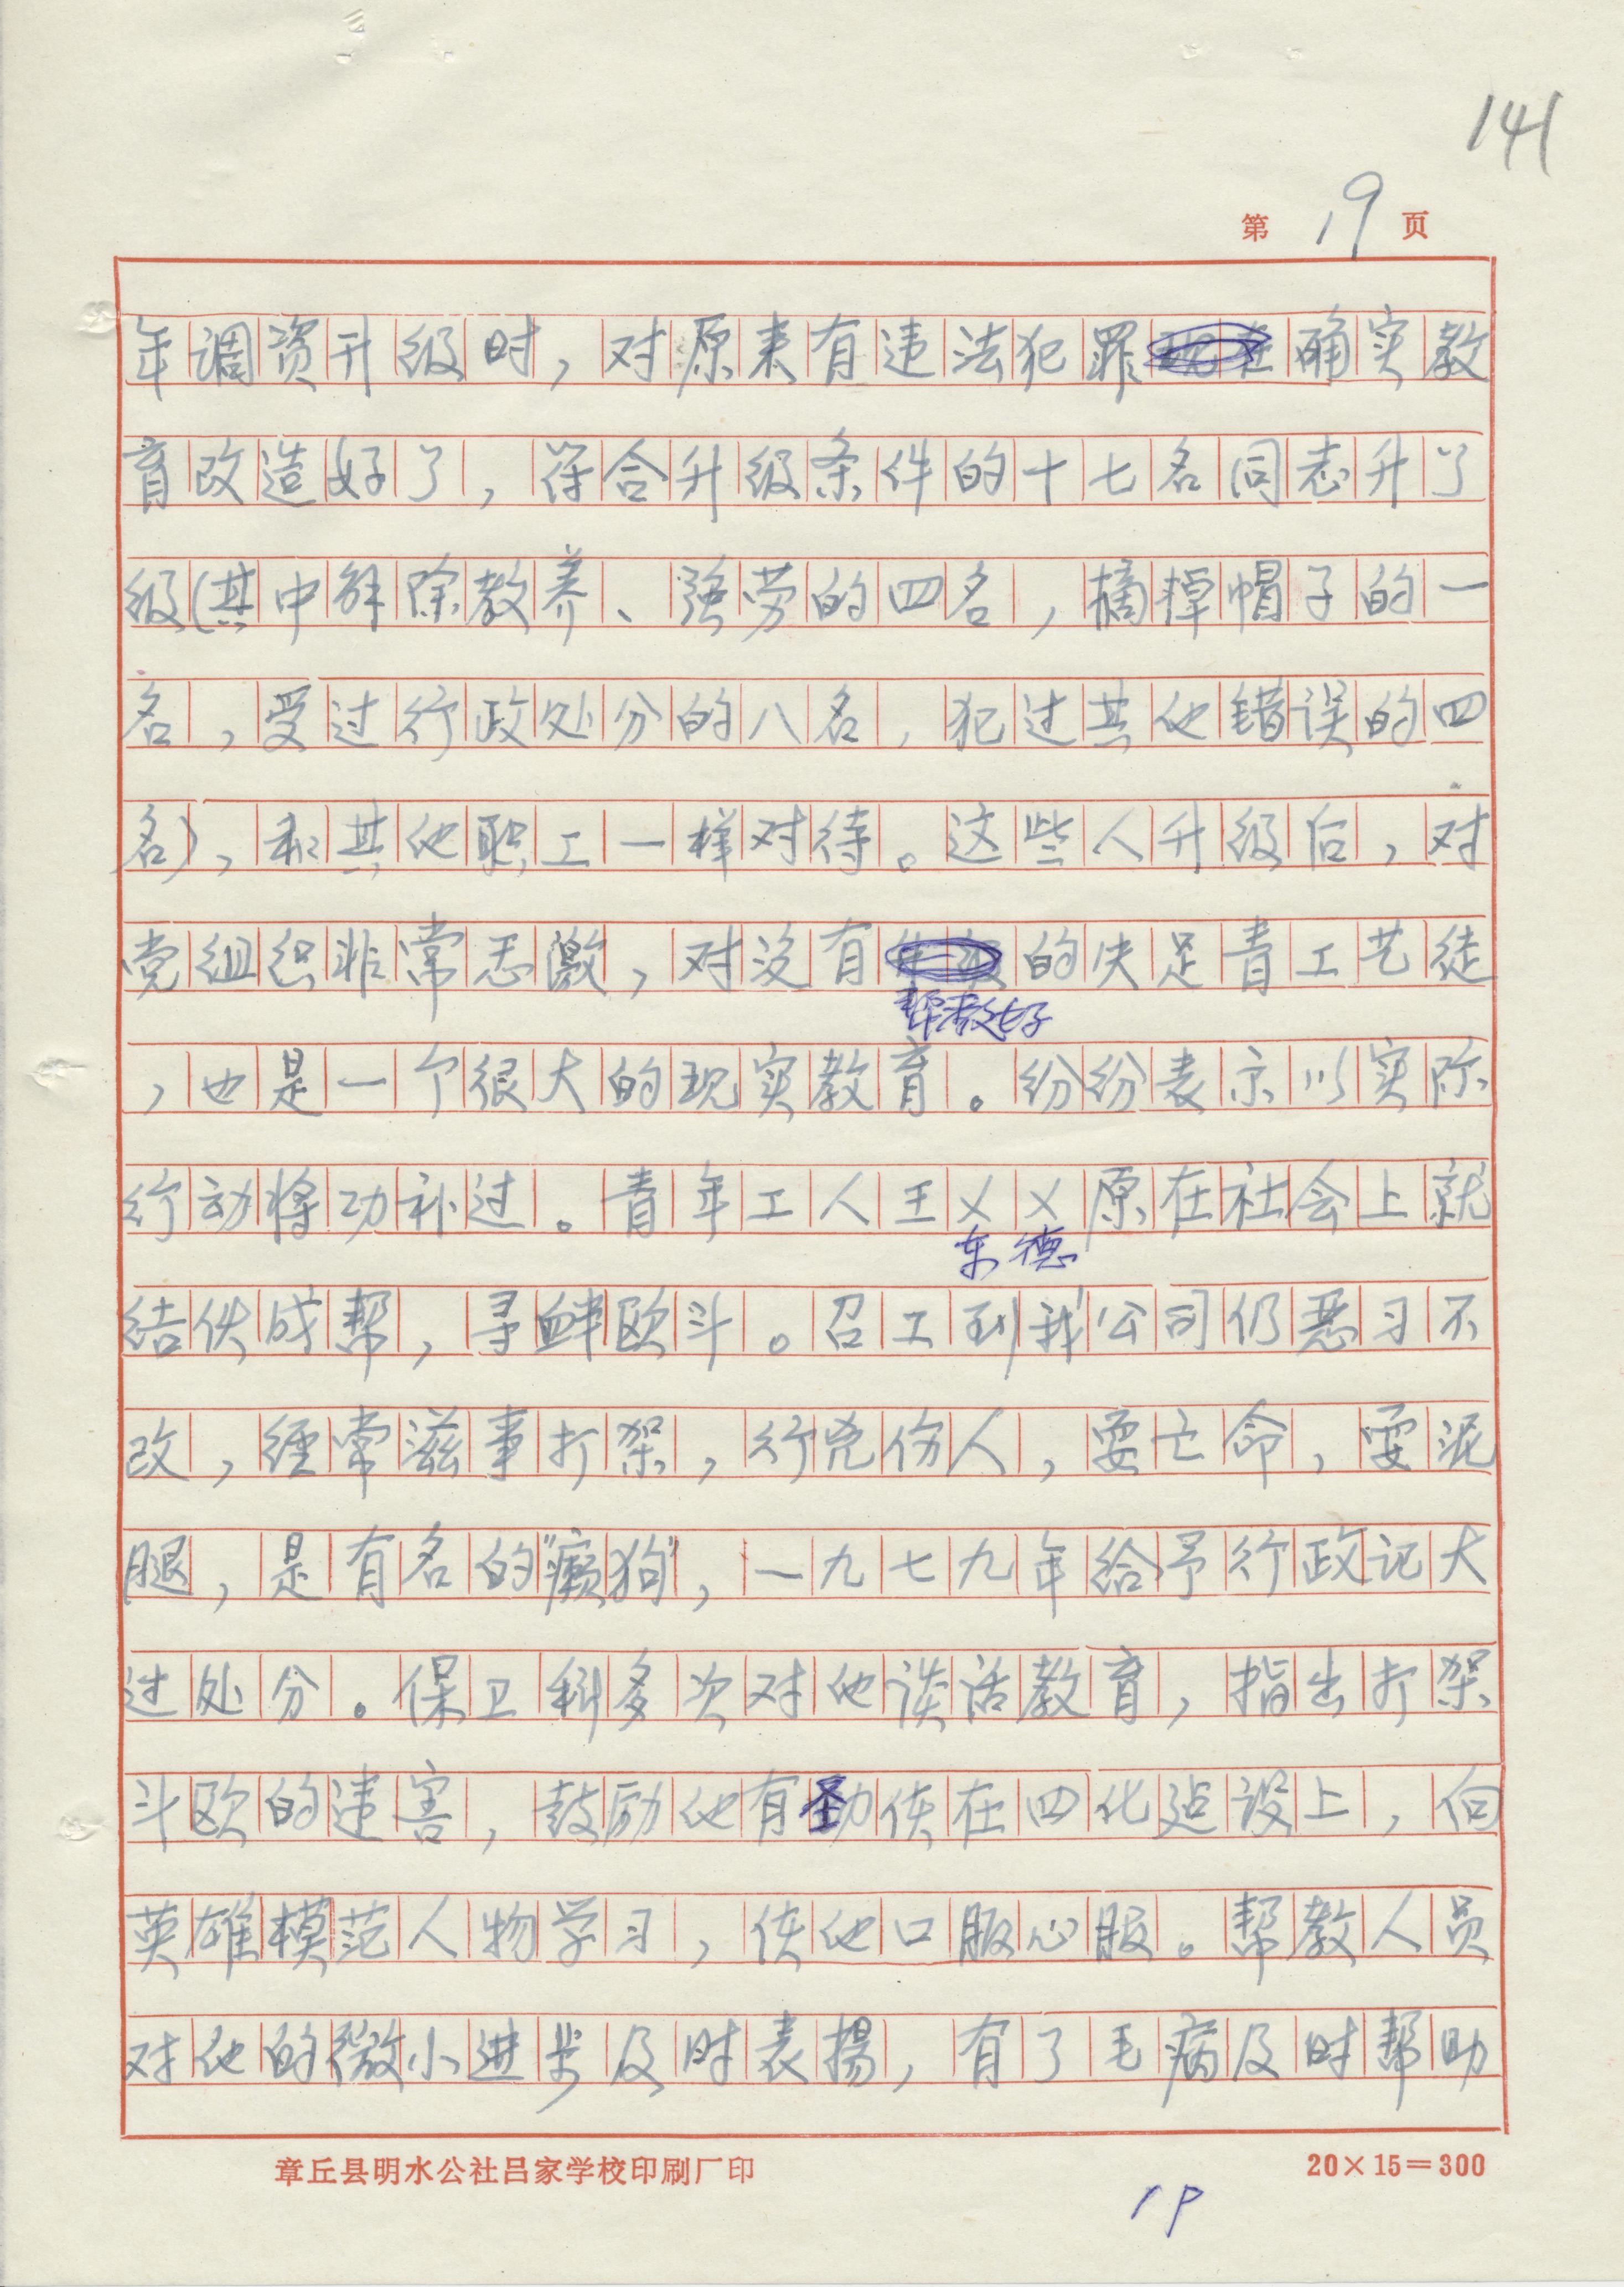 141
第 19 页
年调资升级时，对原来有违法犯罪确实教
育改造好了，符合升级条件的十七名同志升了
级(其中解除教养、强劳的四名，摘掉帽子的一
名，受过行政处分的八名，犯过其他错误的四
名)，和其他职工一样对待。这些人升级后，对
党组织非常感激，对没有的失足青工艺徒
帮教好
，也是一个很大的现实教育。纷纷表示以实际
行动将功补过。青年工人王㐅㐅原在社会上就
东德
结伙成帮，寻衅欧斗。召工到我公司仍恶习不
改，经常滋事打架，行凶伤人，耍亡命，耍泥
腿，是有名的"癞狗"，一九七九年给予行政记大
过处分。保卫科多次对他谈话教育，指出打架
斗欧的违害，鼓励他有劲使在四化建设上，向
英雄模范人物学习，使他口服心服。帮教人员
对他的微小进步及时表揚，有了毛病及时帮助
章丘县明水公社吕家学校印刷厂印 20×15=300
19